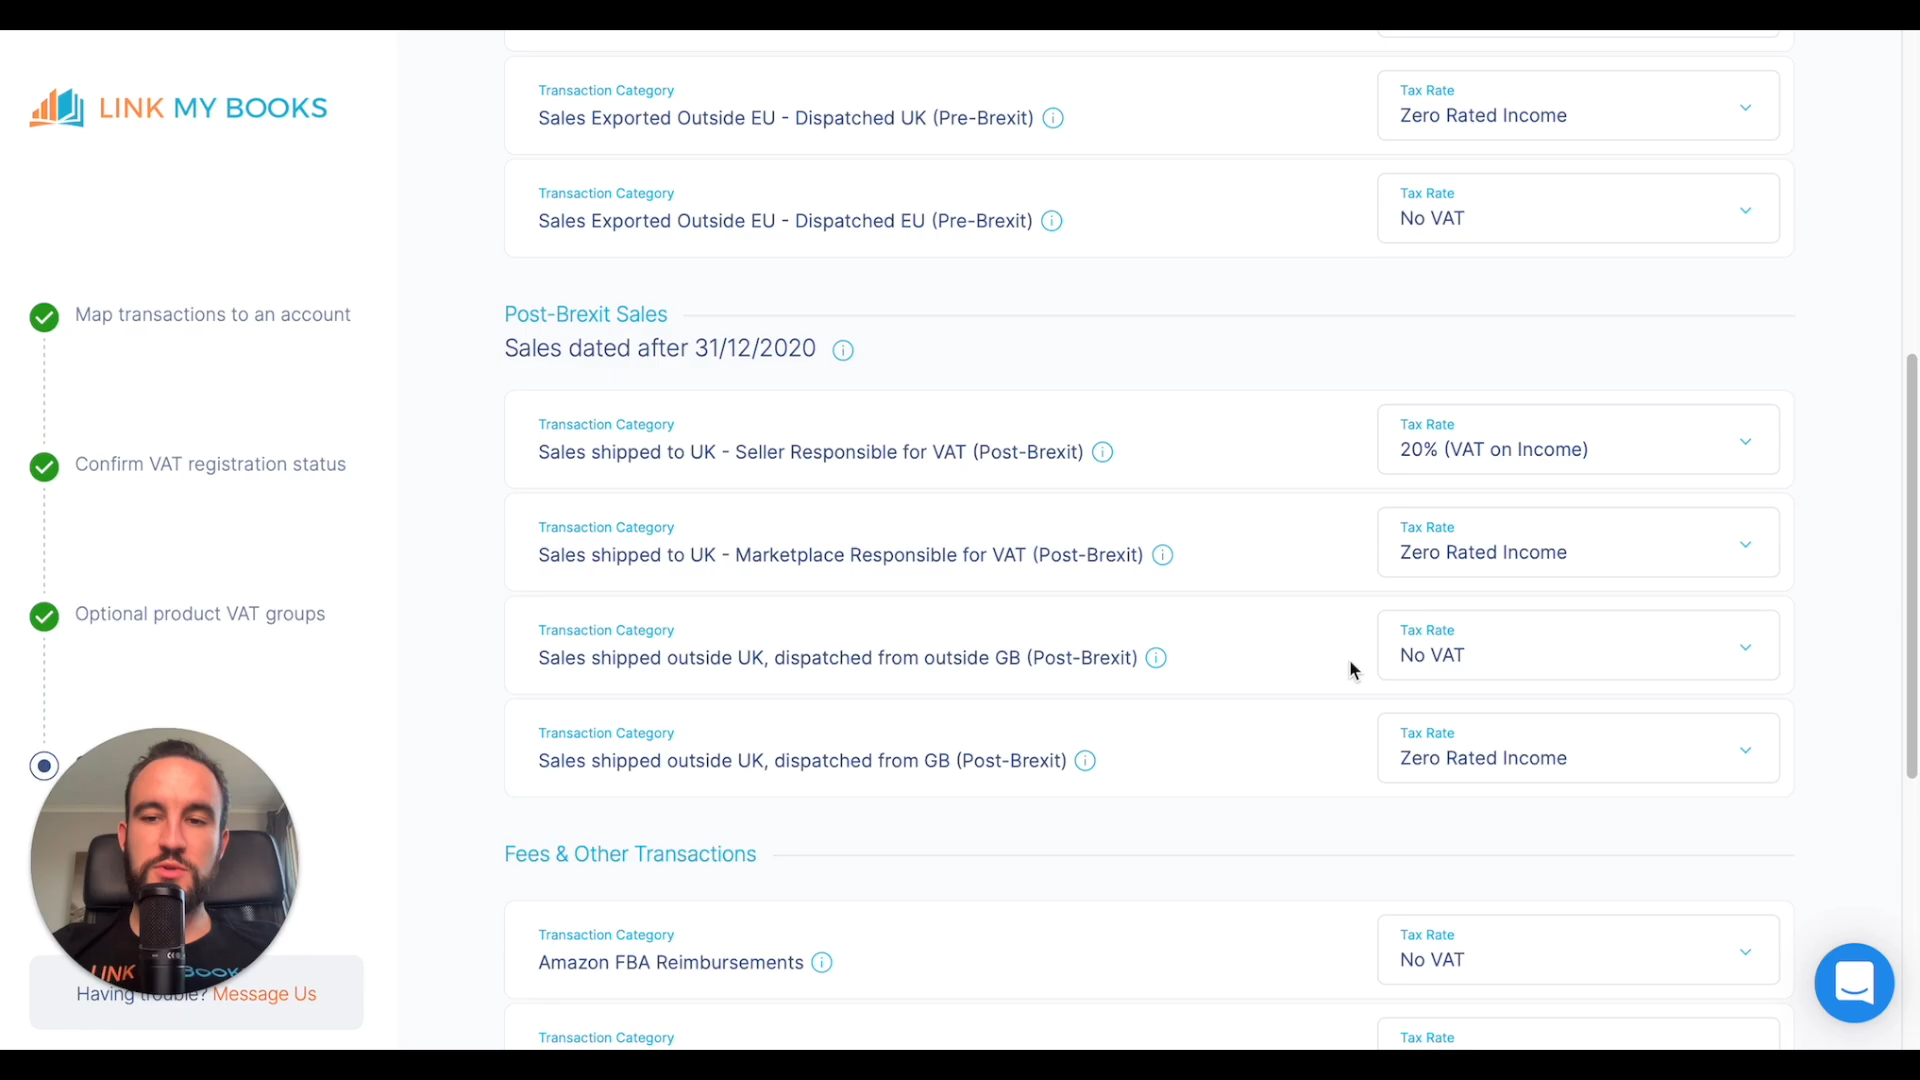 LINK MY BOOKS
Map transactions to an account
Confirm VAT registration status
Optional product VAT groups
Having trouble? Message Us
LINK BOOK
Transaction Category
Sales Exported Outside EU - Dispatched UK (Pre-Brexit)
Tax Rate
Zero Rated Income
Transaction Category
Sales Exported Outside EU - Dispatched EU (Pre-Brexit)
Tax Rate
No VAT
Post-Brexit Sales
Sales dated after 31/12/2020
Transaction Category
Sales shipped to UK - Seller Responsible for VAT (Post-Brexit)
Tax Rate
20% (VAT on Income)
Transaction Category
Sales shipped to UK - Marketplace Responsible for VAT (Post-Brexit)
Tax Rate
Zero Rated Income
Transaction Category
Sales shipped outside UK, dispatched from outside GB (Post-Brexit)
Tax Rate
No VAT
Transaction Category
Sales shipped outside UK, dispatched from GB (Post-Brexit)
Tax Rate
Zero Rated Income
Fees & Other Transactions
Transaction Category
Amazon FBA Reimbursements
Tax Rate
No VAT
Transaction Category
Tax Rate